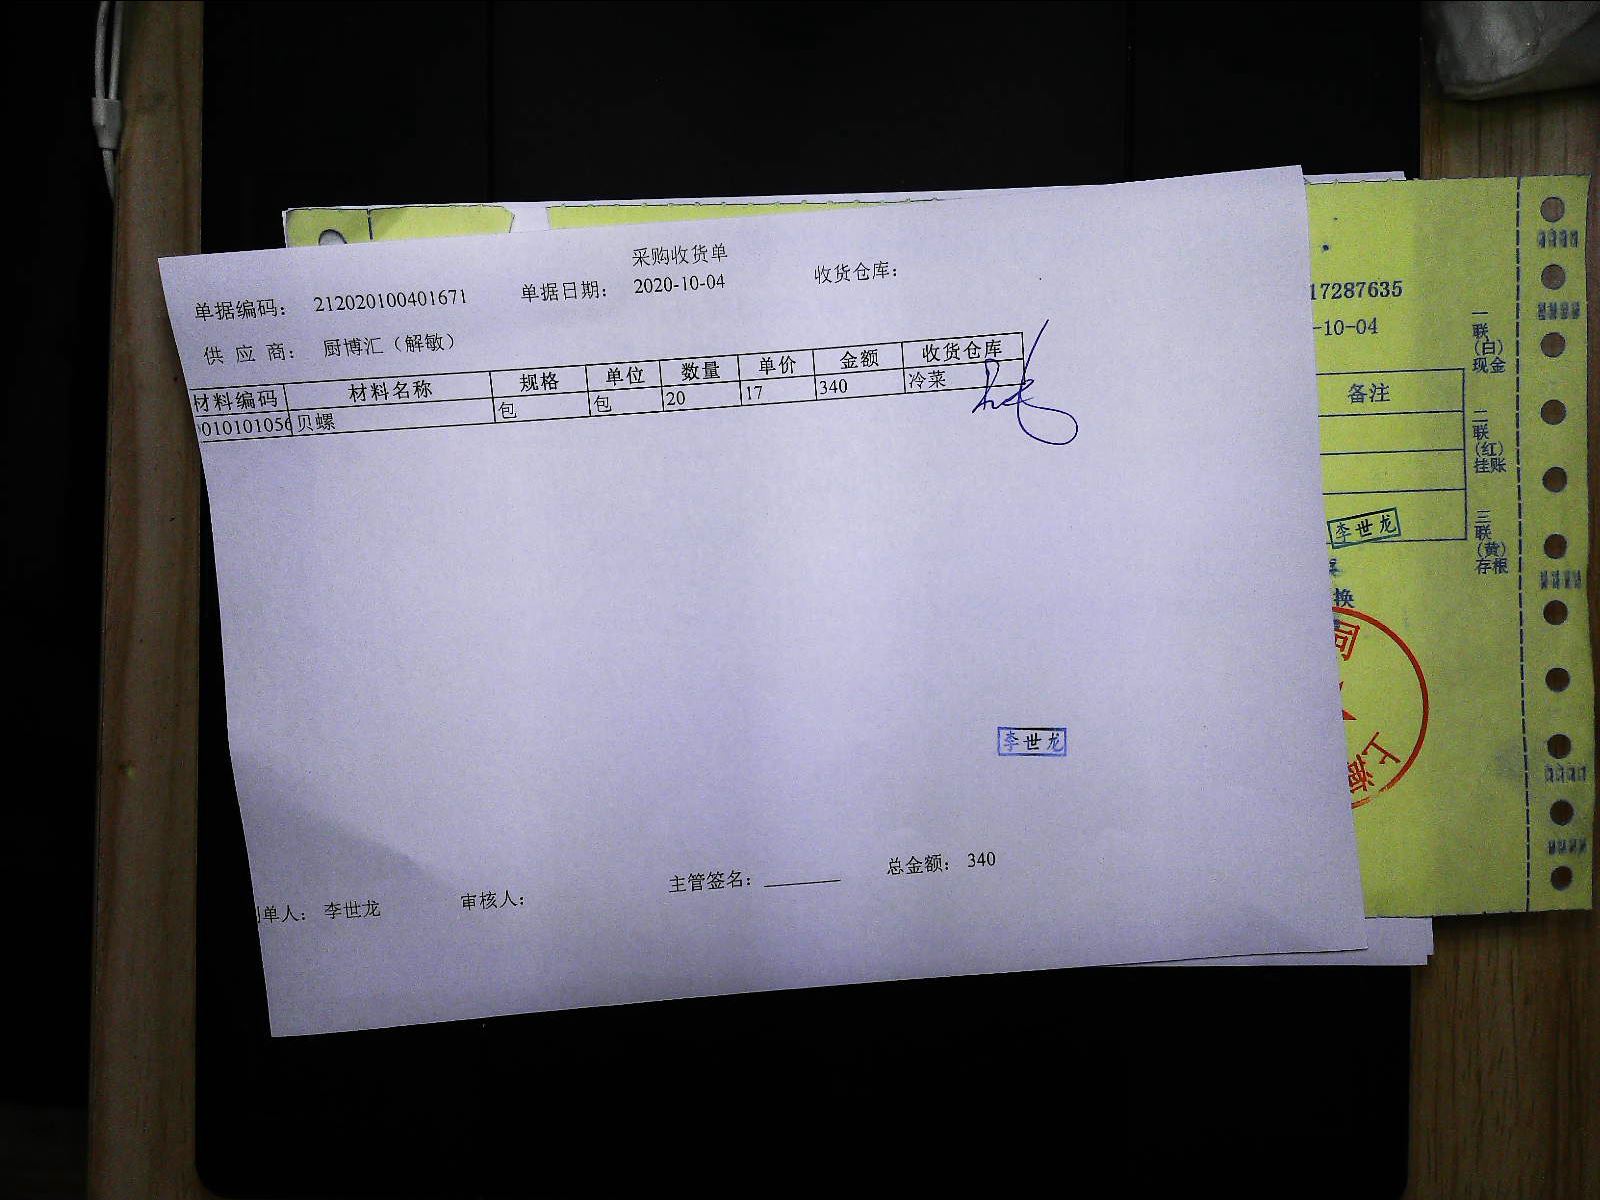 采购收货单
单据编码： 212020100401671 单据日期： 2020-10-04 收货仓库：
供 应 商： 厨博汇（解敏）
材料编码 材料名称 规格 单位 数量 单价 金额 收货仓库
010101056 贝螺 包 包 20 17 340 冷菜
李世龙
主管签名： 总金额： 340
单人： 李世龙 审核人：
17287635
-10-04
备注
李世龙
换
司
上海
一联（白）现金
二联（红）挂账
三联（黄）存根